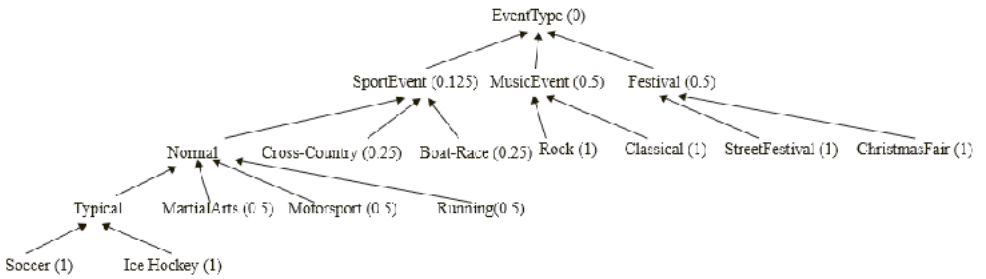 EventType (0)
SportEvent (0.125) MusicEvent (0.5) Festival (0.5)
Normal Cross-Country (0.25) Boat-Race (0.25) Rock (1) Classical (1) StreetFestival (1) ChristmasFair (1)
Typical MartialArts (0.5) Motorsport (0.5) Running(0.5)
Soccer (1) Ice Hockey (1)